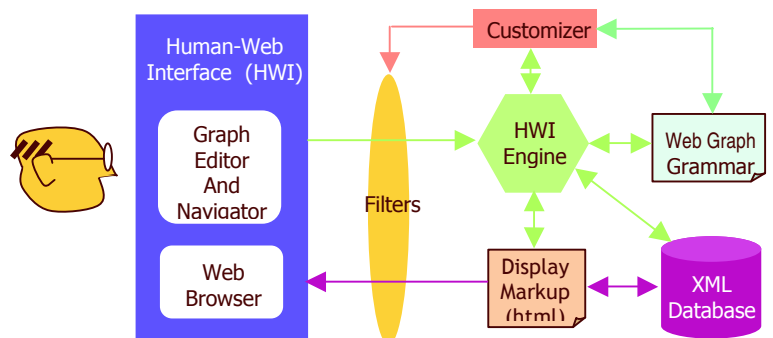 Human-Web
Interface (HWI)
Graph
Editor
And
Navigator
Web
Browser
Filters
Customizer
HWI
Engine
Web Graph
Grammar
Display
Markup
(html)
XML
Database